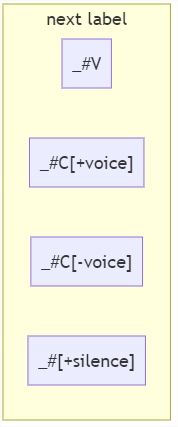 next label
_#V
_#C[+voice]
_#C[-voice]
_#[+silence]